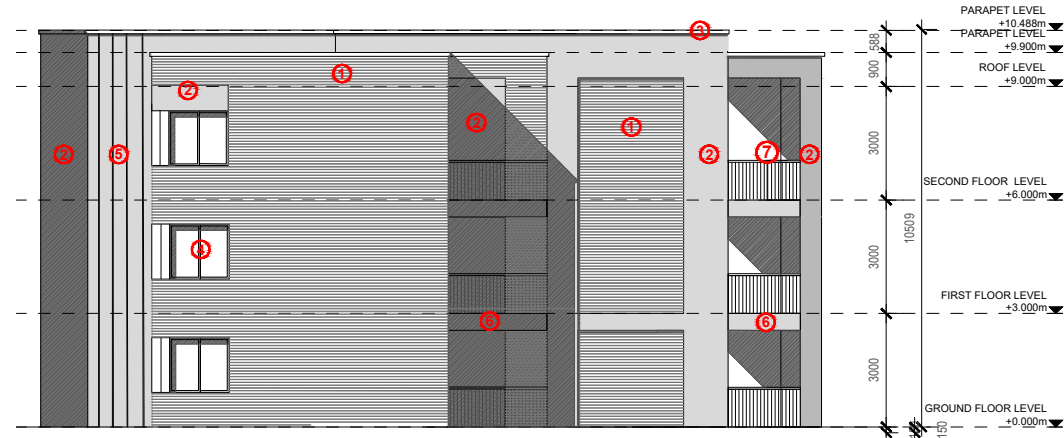 PARAPET LEVEL
+10.488m
PARAPET LEVEL
+9.900m
ROOF LEVEL
+9.000m
SECOND FLOOR LEVEL
+6.000m
FIRST FLOOR LEVEL
+3.000m
GROUND FLOOR LEVEL
+0.000m
588
900
3000
3000
3000
10509
150
3
1
2
2
1
2
5
2
7
2
4
6
6